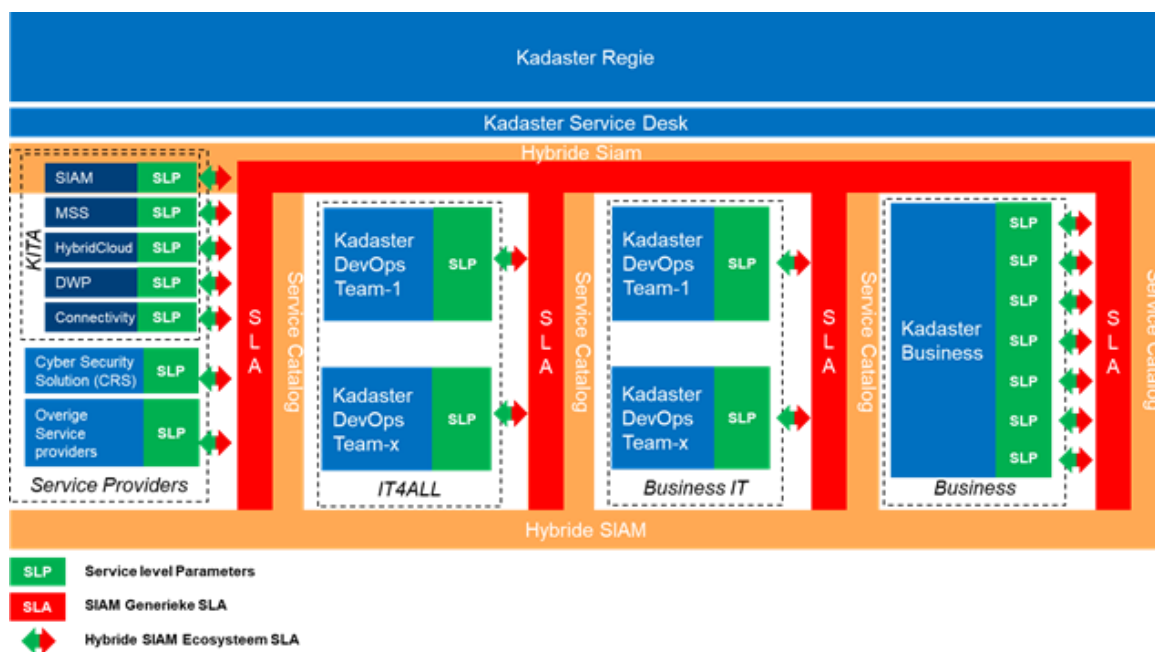 Kadaster Regie
Kadaster Service Desk
Hybride Siam
KITA
SIAM
SLP
MSS
SLP
HybridCloud
SLP
DWP
SLP
Connectivity
SLP
Cyber Security
Solution (CRS)
SLP
Overige
Service
providers
SLP
Service Providers
SLA
Service Catalog
Kadaster
DevOps
Team-1
SLP
Kadaster
DevOps
Team-x
SLP
IT4ALL
SLA
Service Catalog
Kadaster
DevOps
Team-1
SLP
Kadaster
DevOps
Team-x
SLP
Business IT
SLA
Service Catalog
Kadaster
Business
SLP
SLP
SLP
SLP
SLP
SLP
SLP
Business
SLA
Service Catalog
Hybride SIAM
SLP
Service level Parameters
SLA
SIAM Generieke SLA
Hybride SIAM Ecosysteem SLA